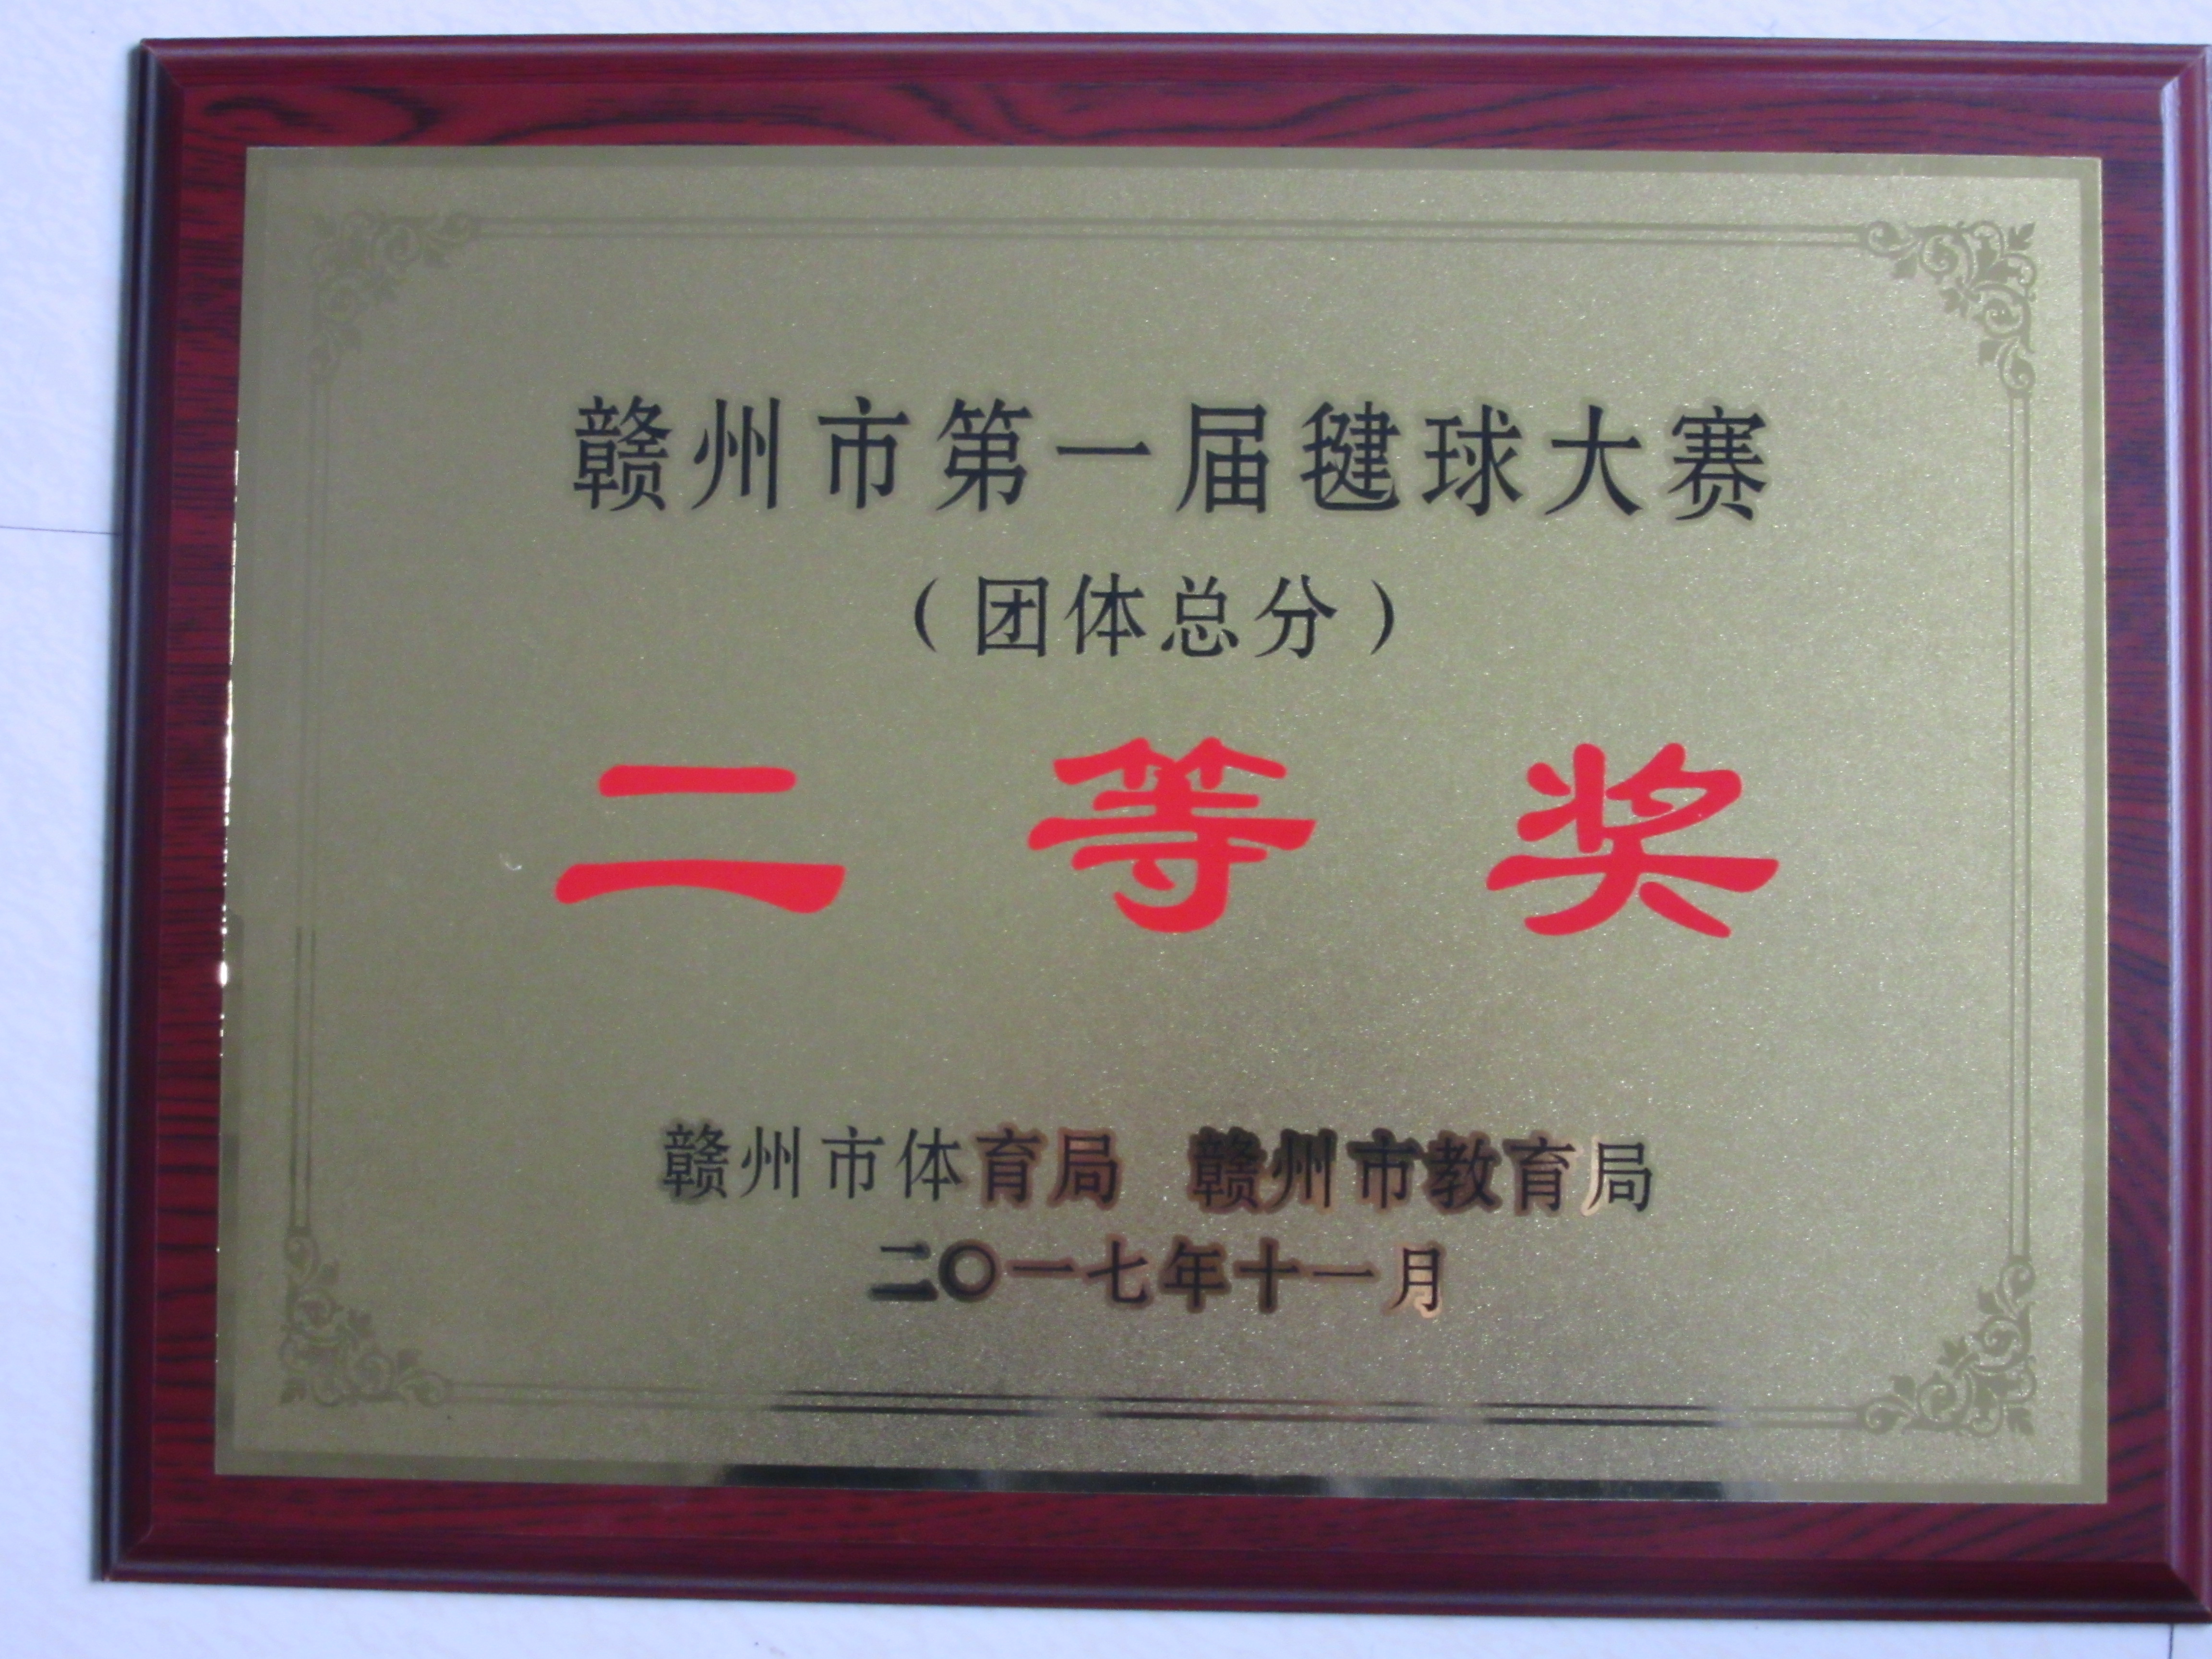 赣州市第一届毽球大赛
（团体总分）
二等奖
赣州市体育局 赣州市教育局
二〇一七年十一月